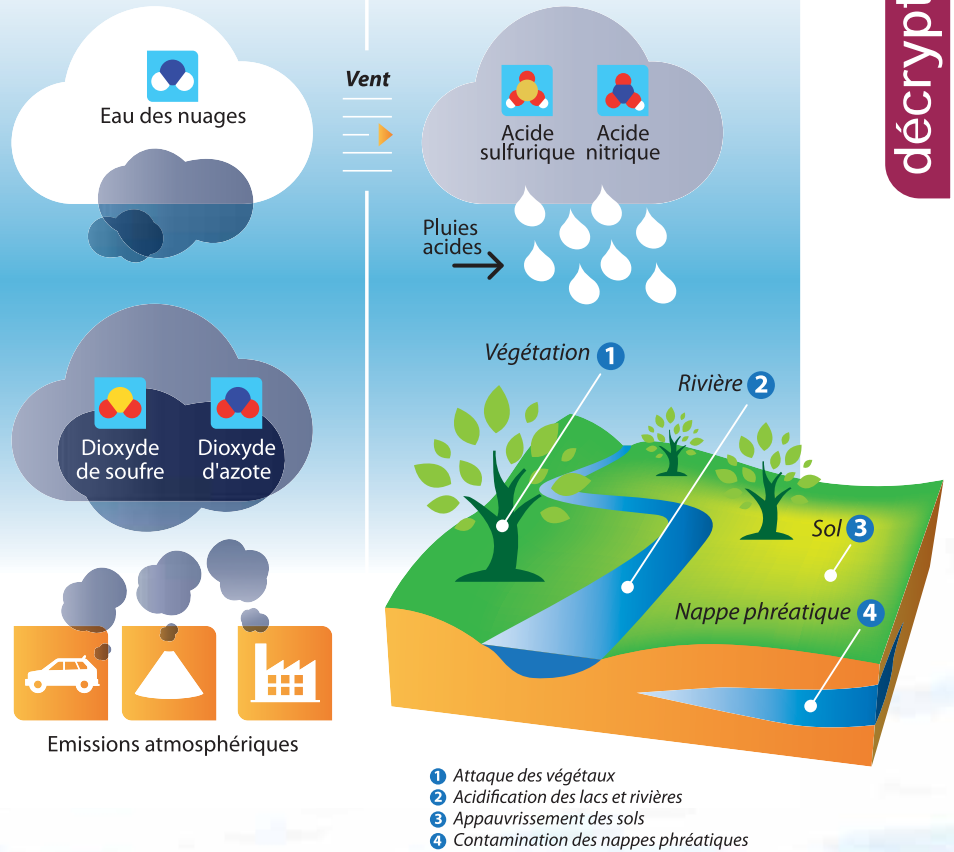 décrypt
Eau des nuages
Vent
Acide
sulfurique
Acide
nitrique
Pluies
acides
Dioxyde
de soufre
Dioxyde
d'azote
Emissions atmosphériques
Végétation 1
Rivière 2
Sol 3
Nappe phréatique 4
1 Attaque des végétaux
2 Acidification des lacs et rivières
3 Appauvrissement des sols
4 Contamination des nappes phréatiques